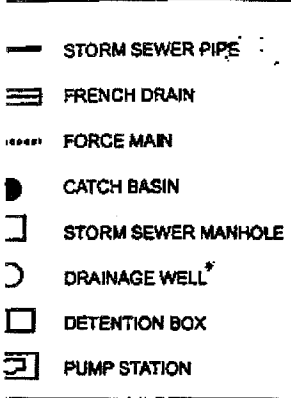 STORM SEWER PIPE
FRENCH DRAIN
FORCE MAIN
CATCH BASIN
STORM SEWER MANHOLE
DRAINAGE WELL*
DETENTION BOX
PUMP STATION